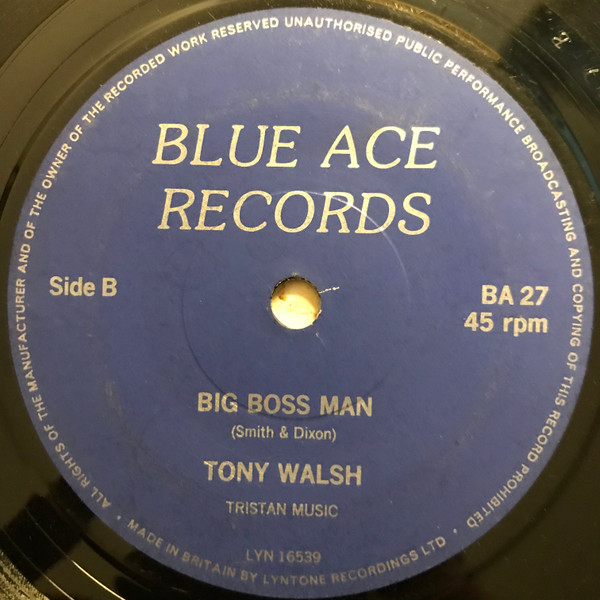 ALL RIGHTS OF THE MANUFACTURER AND OF THE OWNER OF THE RECORDED WORK RESERVED UNAUTHORISED PUBLIC PERFORMANCE BROADCASTING AND COPYING OF THIS RECORD PROHIBITED
BLUE ACE
RECORDS
Side B
BA 27
45 rpm
BIG BOSS MAN
(Smith & Dixon)
TONY WALSH
TRISTAN MUSIC
LYN 16539
• MADE IN BRITAIN BY LYNTONE RECORDINGS LTD •